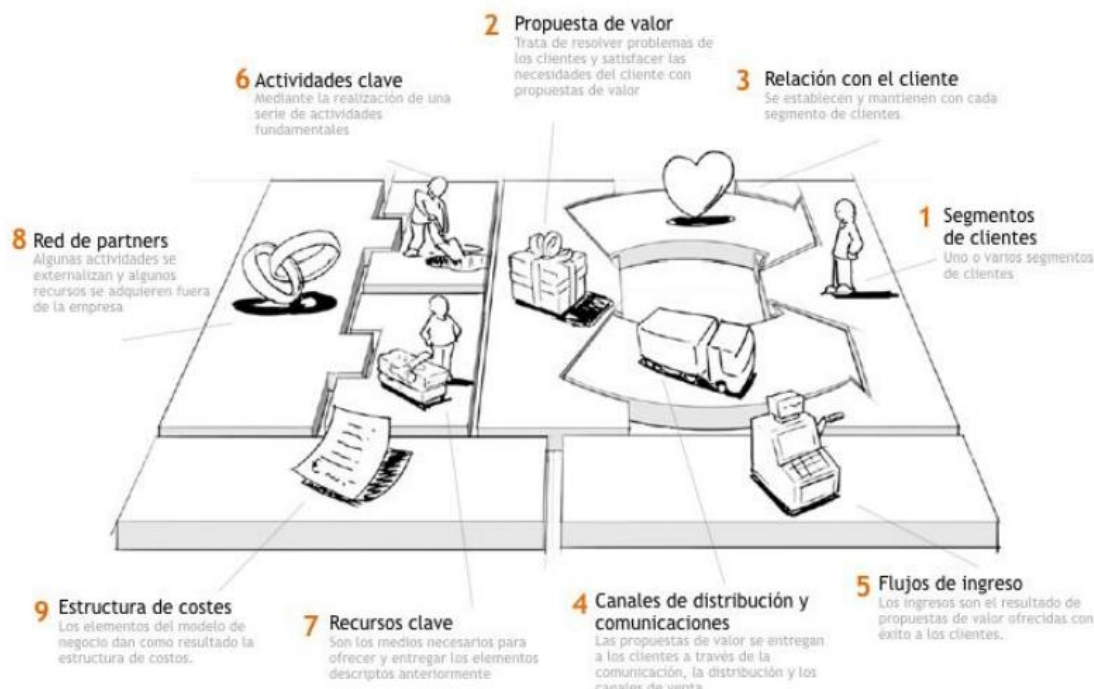 2 Propuesta de valor
Trata de resolver problemas de
los clientes y satisfacer las
necesidades del cliente con
propuestas de valor
6 Actividades clave
Mediante la realización de una
serie de actividades
fundamentales
3 Relación con el cliente
Se establecen y mantienen con cada
segmento de clientes
8 Red de partners
Algunas actividades se
externalizan y algunos
recursos se adquieren fuera
de la empresa
1 Segmentos
de clientes
Uno o varios segmentos
de clientes
9 Estructura de costes
Los elementos del modelo de
negocio dan como resultado la
estructura de costos.
7 Recursos clave
Son los medios necesarios para
ofrecer y entregar los elementos
descriptos anteriormente
4 Canales de distribución y
comunicaciones
Las propuestas de valor se entregan
a los clientes a través de la
comunicación, la distribución y los
canales de venta
5 Flujos de ingreso
Los ingresos son el resultado de
propuestas de valor ofrecidas con
éxito a los clientes.